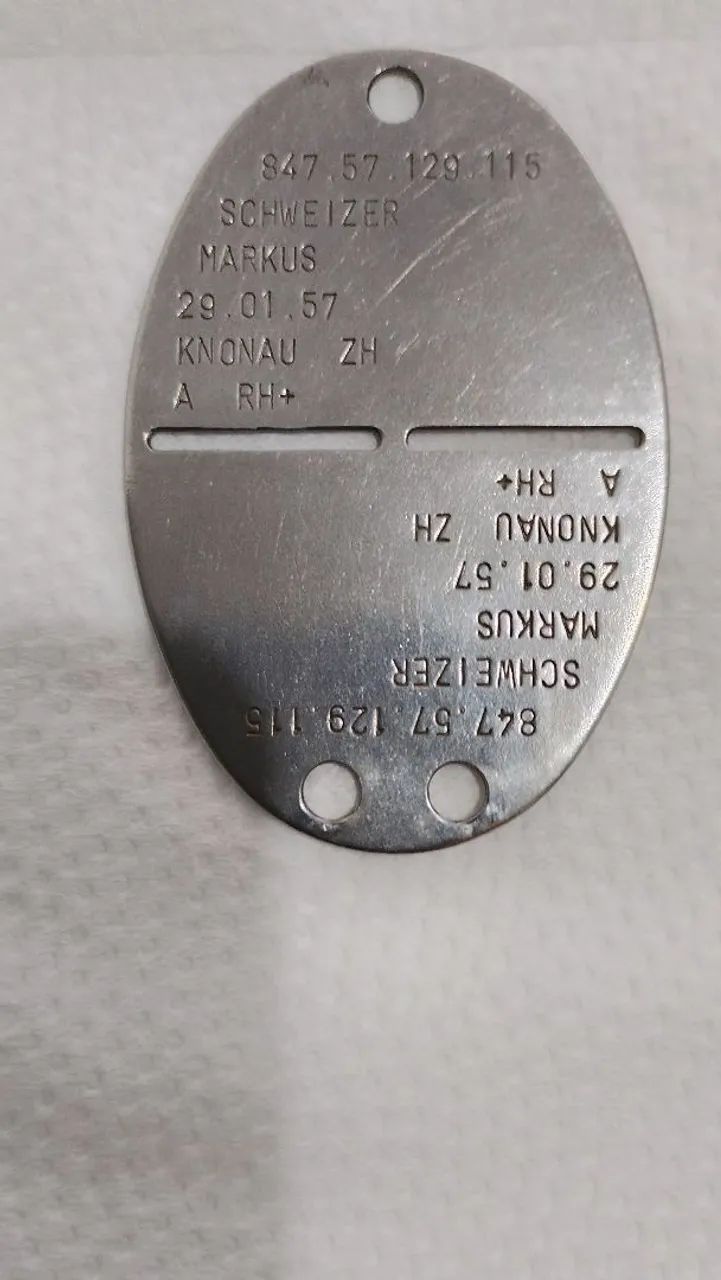 847.57.129.115
SCHWEIZER
MARKUS
29.01.57
KNONAU ZH
A RH+
847.57.129.115
SCHWEIZER
MARKUS
29.01.57
KNONAU ZH
A RH+